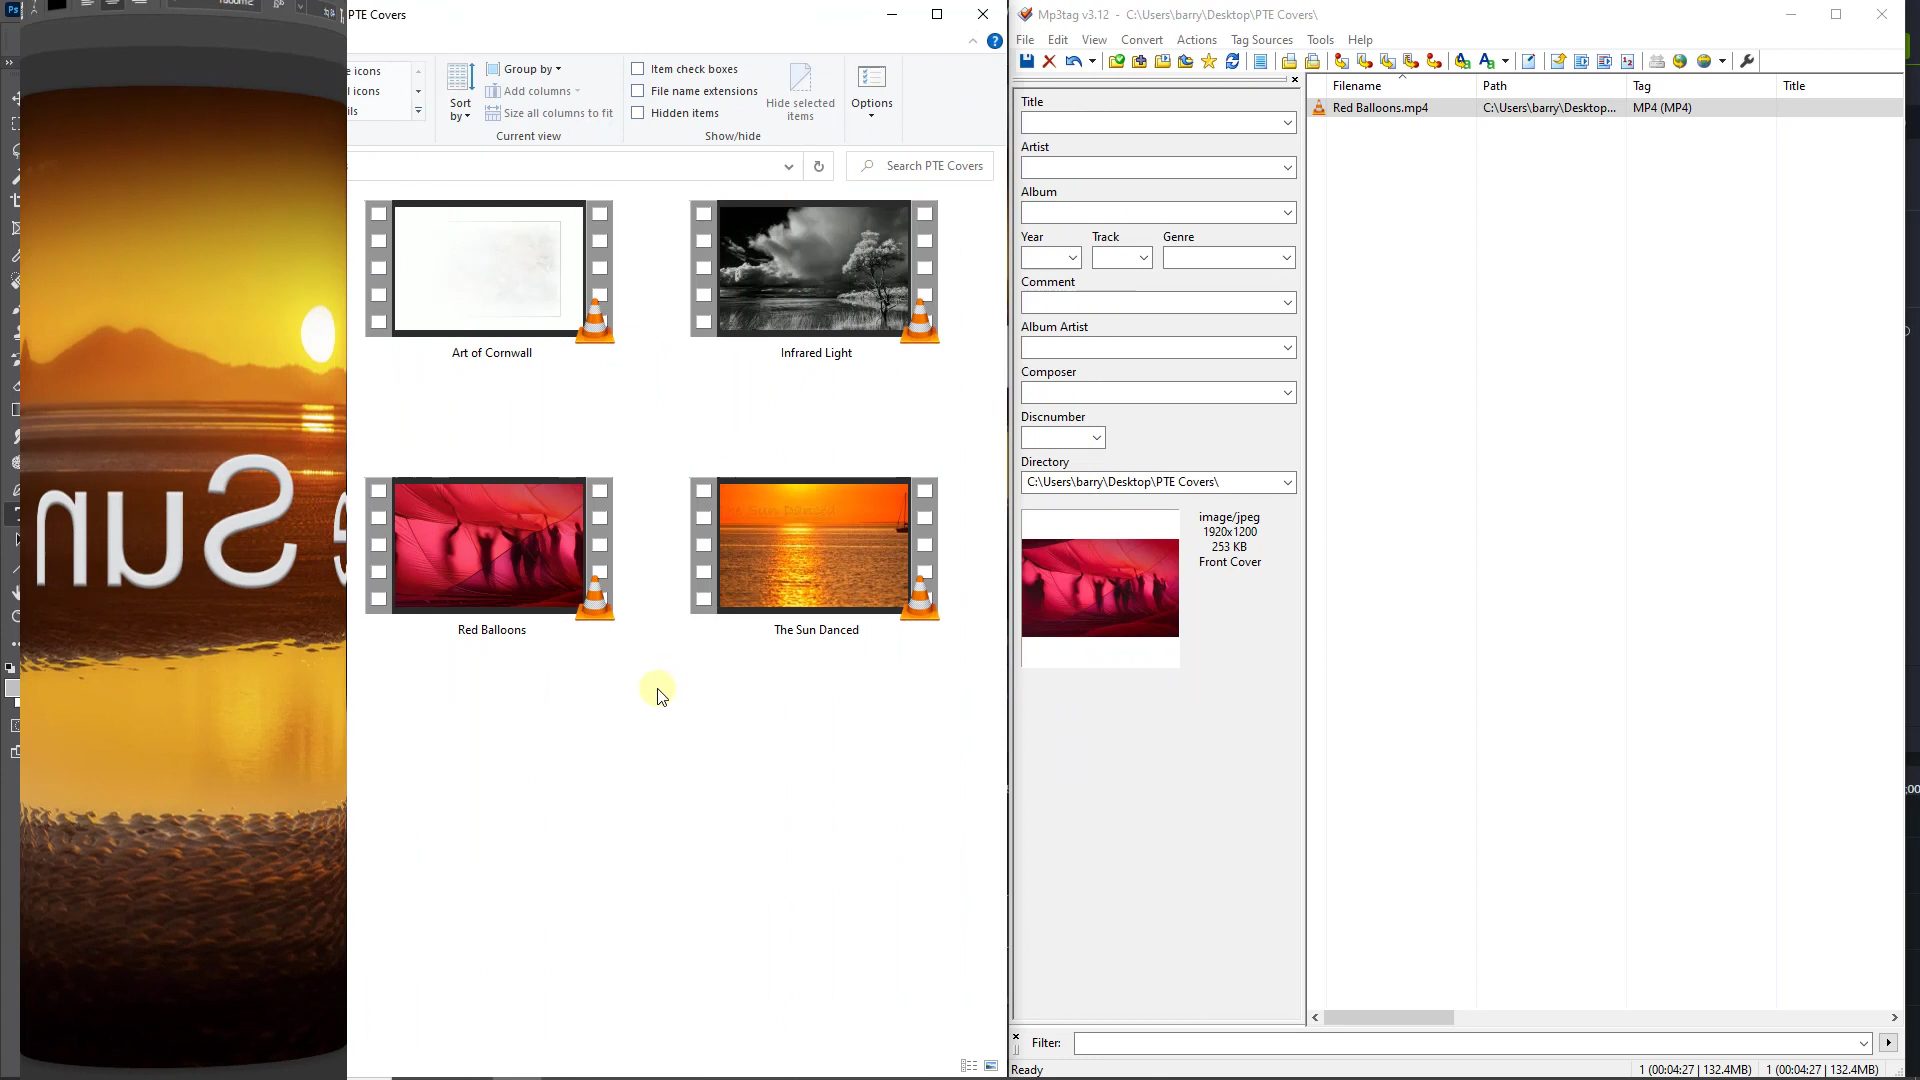 PTE Covers
e icons
l icons
ils
Sort by
Group by
Add columns
Size all columns to fit
Current view
Item check boxes
File name extensions
Hidden items
Hide selected items
Show/hide
Options
Search PTE Covers
Art of Cornwall
Infrared Light
Red Balloons
The Sun Danced
e Sun
Mp3tag v3.12 - C:\Users\barry\Desktop\PTE Covers\
File Edit View Convert Actions Tag Sources Tools Help
Title
Artist
Album
Year Track Genre
Comment
Album Artist
Composer
Discnumber
Directory
C:\Users\barry\Desktop\PTE Covers\
image/jpeg
1920x1200
253 KB
Front Cover
Filename Path Tag Title
Red Balloons.mp4 C:\Users\barry\Desktop... MP4 (MP4)
Filter:
Ready
1 (00:04:27 | 132.4MB) 1 (00:04:27 | 132.4MB)